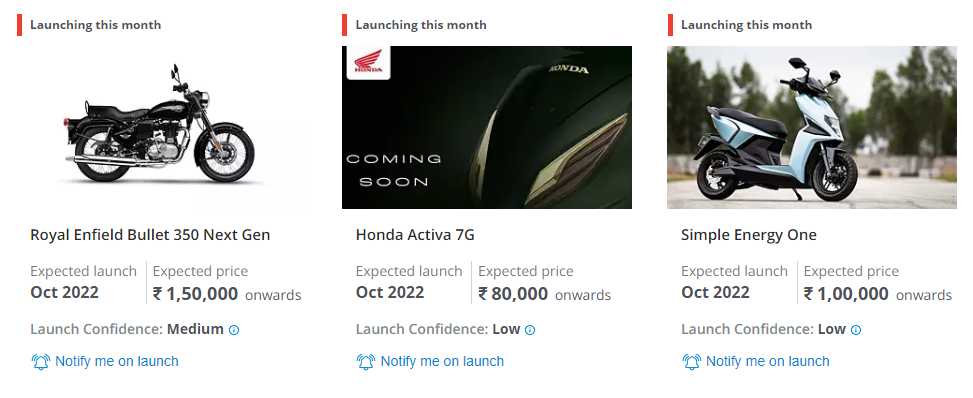 Launching this month
Royal Enfield Bullet 350 Next Gen
Expected launch
Oct 2022
Expected price
₹ 1,50,000 onwards
Launch Confidence: Medium
Notify me on launch
Launching this month
HONDA
HONDA
COMING
SOON
Honda Activa 7G
Expected launch
Oct 2022
Expected price
₹ 80,000 onwards
Launch Confidence: Low
Notify me on launch
Launching this month
Simple Energy One
Expected launch
Oct 2022
Expected price
₹ 1,00,000 onwards
Launch Confidence: Low
Notify me on launch